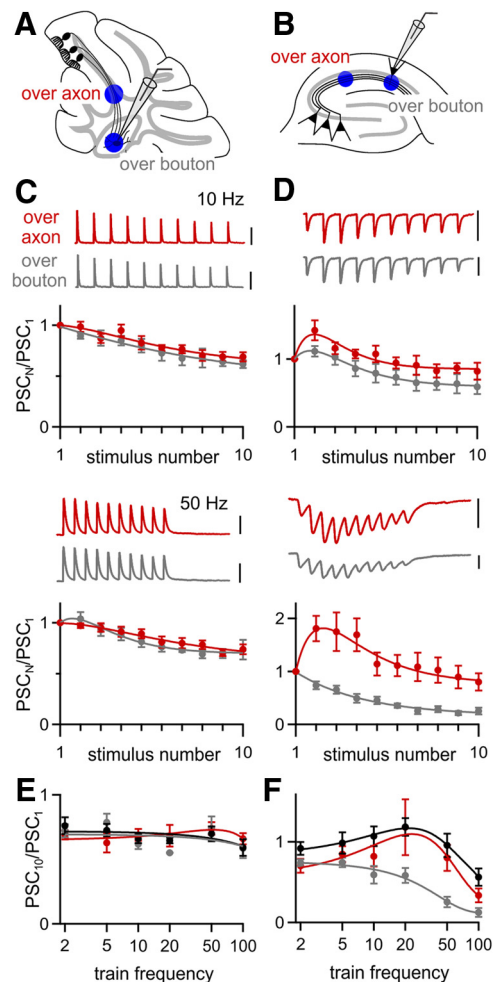 A
B
over axon
over axon
over bouton
over bouton
C
D
10 Hz
over
axon
over
bouton
PSCN/PSC1
1
0
1 stimulus number 10
1
0
1 stimulus number 10
50 Hz
PSCN/PSC1
1
0
1 stimulus number 10
2
1
0
1 stimulus number 10
E
F
PSC10/PSC1
1
0
2 5 10 20 50 100
train frequency
1
0
2 5 10 20 50 100
train frequency